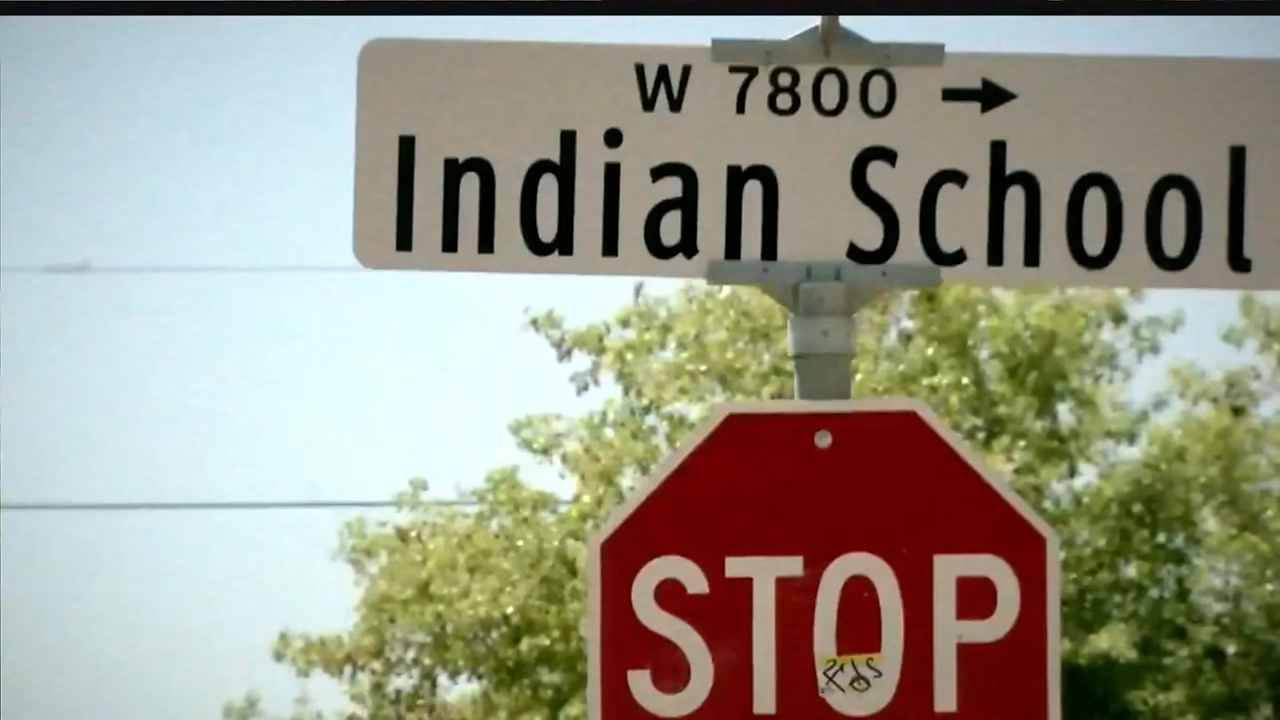 W 7800 →
Indian School
STOP